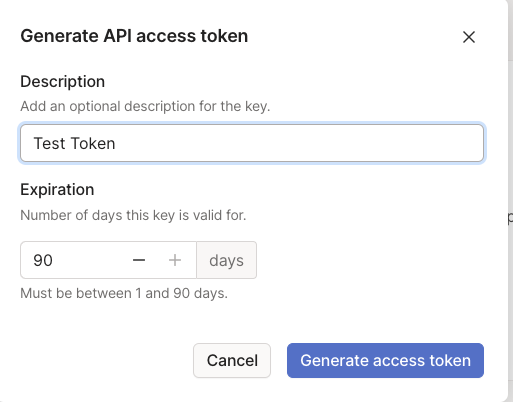 Generate API access token
Description
Add an optional description for the key.
Test Token
Expiration
Number of days this key is valid for.
90 days
Must be between 1 and 90 days.
Cancel Generate access token